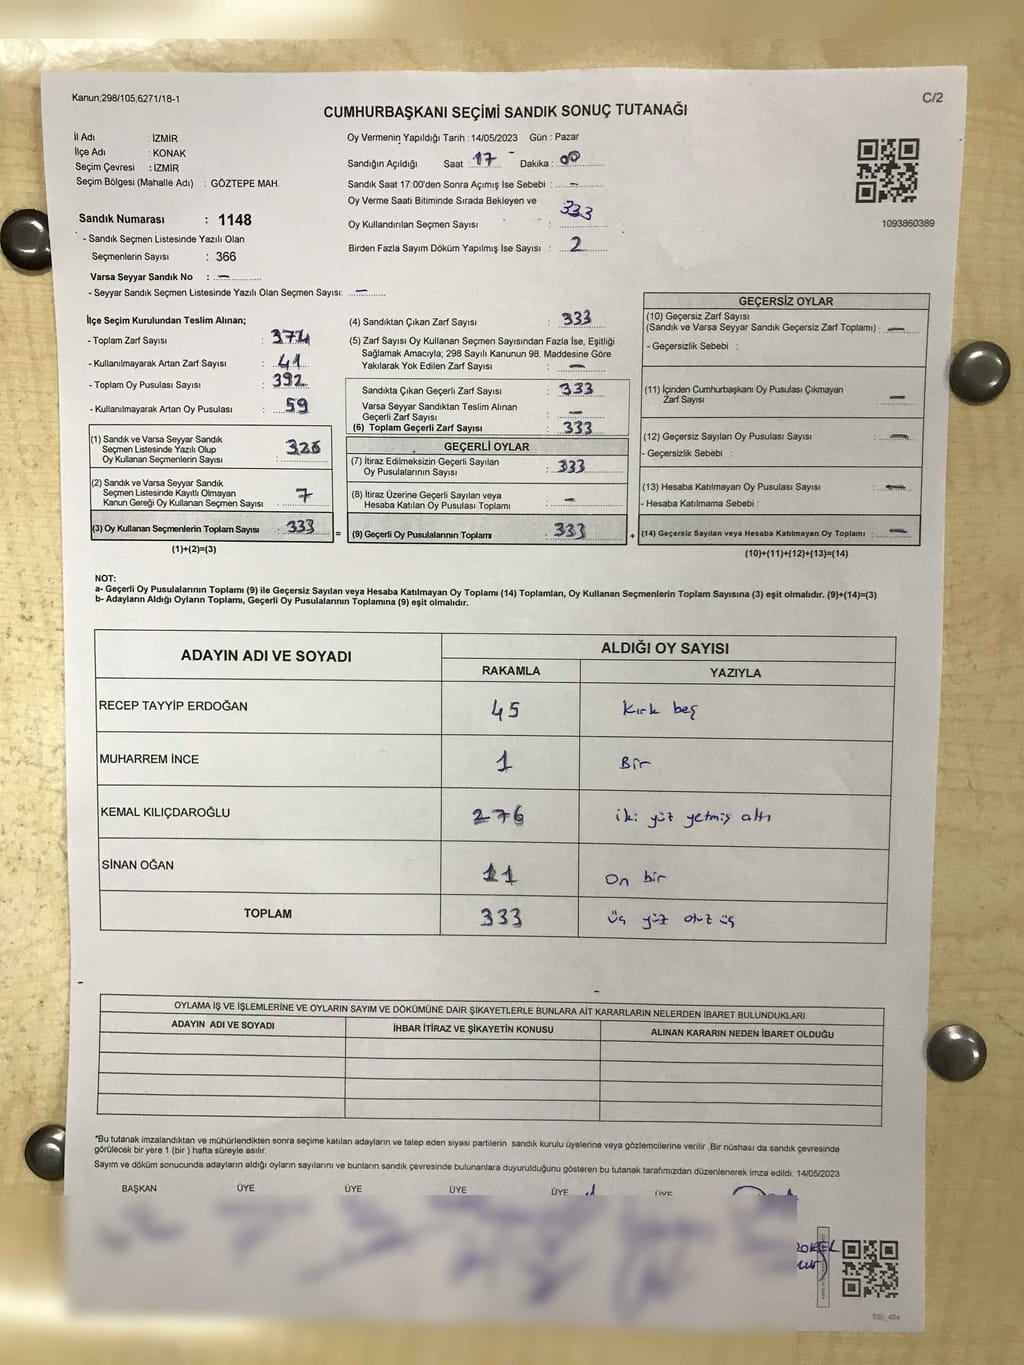 Kanun;298/105;6271/18-1
C/2
CUMHURBAŞKANI SEÇİMİ SANDIK SONUÇ TUTANAĞI
İl Adı : İZMİR
İlçe Adı : KONAK
Seçim Çevresi : İZMİR
Seçim Bölgesi (Mahalle Adı) : GÖZTEPE MAH.
Oy Vermenin Yapıldığı Tarih :14/05/2023 Gün : Pazar
Sandığın Açıldığı Saat : 17 Dakika : 00
Sandık Saat 17:00'den Sonra Açımış İse Sebebi : —
Oy Verme Saati Bitiminde Sırada Bekleyen ve
Oy Kullandırılan Seçmen Sayısı : 333
Birden Fazla Sayım Döküm Yapılmış İse Sayısı : 2
1093860389
Sandık Numarası : 1148
- Sandık Seçmen Listesinde Yazılı Olan
Seçmenlerin Sayısı : 366
Varsa Seyyar Sandık No : —
- Seyyar Sandık Seçmen Listesinde Yazılı Olan Seçmen Sayısı: —
İlçe Seçim Kurulundan Teslim Alınan;
- Toplam Zarf Sayısı : 374
- Kullanılmayarak Artan Zarf Sayısı : 41
- Toplam Oy Pusulası Sayısı : 392
- Kullanılmayarak Artan Oy Pusulası : 59
(1) Sandık ve Varsa Seyyar Sandık
Seçmen Listesinde Yazılı Olup
Oy Kullanan Seçmenlerin Sayısı : 326
(2) Sandık ve Varsa Seyyar Sandık
Seçmen Listesinde Kayıtlı Olmayan
Kanun Gereği Oy Kullanan Seçmen Sayısı : 7
(3) Oy Kullanan Seçmenlerin Toplam Sayısı : 333
(1)+(2)=(3)
(4) Sandıktan Çıkan Zarf Sayısı : 333
(5) Zarf Sayısı Oy Kullanan Seçmen Sayısından Fazla İse, Eşitliği
Sağlamak Amacıyla; 298 Sayılı Kanunun 98. Maddesine Göre
Yakılarak Yok Edilen Zarf Sayısı : —
Sandıkta Çıkan Geçerli Zarf Sayısı : 333
Varsa Seyyar Sandıktan Teslim Alınan
Geçerli Zarf Sayısı : —
(6) Toplam Geçerli Zarf Sayısı : 333
GEÇERLİ OYLAR
(7) İtiraz Edilmeksizin Geçerli Sayılan
Oy Pusulalarının Sayısı : 333
(8) İtiraz Üzerine Geçerli Sayılan veya
Hesaba Katılan Oy Pusulası Toplamı : —
= (9) Geçerli Oy Pusulalarının Toplamı : 333
GEÇERSİZ OYLAR
(10) Geçersiz Zarf Sayısı
(Sandık ve Varsa Seyyar Sandık Geçersiz Zarf Toplamı) : —
- Geçersizlik Sebebi :
(11) İçinden Cumhurbaşkanı Oy Pusulası Çıkmayan
Zarf Sayısı : —
(12) Geçersiz Sayılan Oy Pusulası Sayısı : —
- Geçersizlik Sebebi :
(13) Hesaba Katılmayan Oy Pusulası Sayısı : —
- Hesaba Katılmama Sebebi :
+ (14) Geçersiz Sayılan veya Hesaba Katılmayan Oy Toplamı : —
(10)+(11)+(12)+(13)=(14)
NOT:
a- Geçerli Oy Pusulalarının Toplamı (9) ile Geçersiz Sayılan veya Hesaba Katılmayan Oy Toplamı (14) Toplamları, Oy Kullanan Seçmenlerin Toplam Sayısına (3) eşit olmalıdır. (9)+(14)=(3)
b- Adayların Aldığı Oyların Toplamı, Geçerli Oy Pusulalarının Toplamına (9) eşit olmalıdır.
ADAYIN ADI VE SOYADI
ALDIĞI OY SAYISI
RAKAMLA YAZIYLA
RECEP TAYYİP ERDOĞAN 45 Kırk beş
MUHARREM İNCE 1 Bir
KEMAL KILIÇDAROĞLU 276 iki yüz yetmiş altı
SİNAN OĞAN 11 On bir
TOPLAM 333 üç yüz otuz üç
OYLAMA İŞ VE İŞLEMLERİNE VE OYLARIN SAYIM VE DÖKÜMÜNE DAİR ŞİKAYETLERLE BUNLARA AİT KARARLARIN NELERDEN İBARET BULUNDUKLARI
ADAYIN ADI VE SOYADI İHBAR İTİRAZ VE ŞİKAYETİN KONUSU ALINAN KARARIN NEDEN İBARET OLDUĞU
*Bu tutanak imzalandıktan ve mühürlendikten sonra seçime katılan adayların ve talep eden siyasi partilerin sandık kurulu üyelerine veya gözlemcilerine verilir .Bir nüshası da sandık çevresinde
görülecek bir yere 1 (bir ) hafta süreyle asılır.
Sayım ve döküm sonucunda adayların aldığı oyların sayılarını ve bunların sandık çevresinde bulunanlara duyurulduğunu gösteren bu tutanak tarafımızdan düzenlenerek imza edildi. 14/05/2023
BAŞKAN ÜYE ÜYE ÜYE ÜYE ÜYE